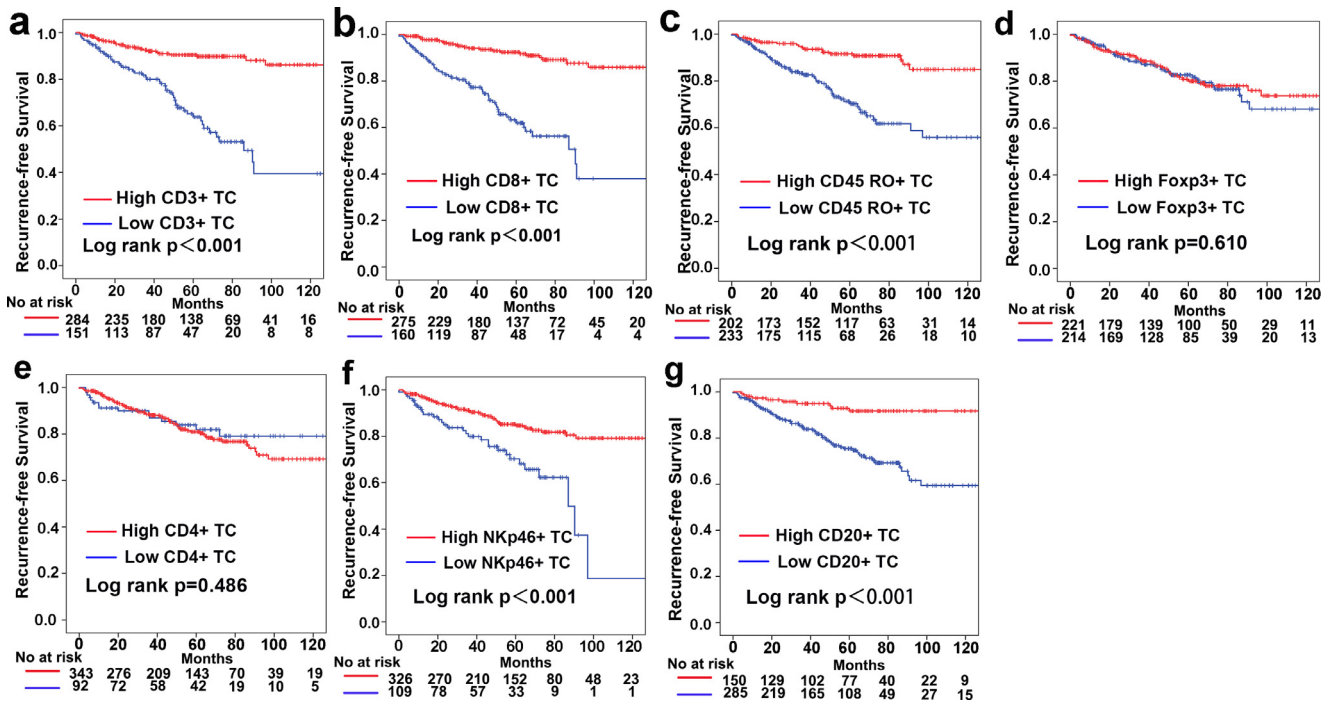 a
Recurrence-free Survival
1.0
0.8
0.6
0.4
0.2
0.0
High CD3+ TC
Low CD3+ TC
Log rank p<0.001
0 20 40 60 80 100 120
No at risk
Months
284 235 180 138 69 41 16
151 113 87 47 20 8 8
b
Recurrence-free Survival
1.0
0.8
0.6
0.4
0.2
0.0
High CD8+ TC
Low CD8+ TC
Log rank p<0.001
0 20 40 60 80 100 120
No at risk
Months
275 229 180 137 72 45 20
160 119 87 48 17 4 4
c
Recurrence-free Survival
1.0
0.8
0.6
0.4
0.2
0.0
High CD45 RO+ TC
Low CD45 RO+ TC
Log rank p<0.001
0 20 40 60 80 100 120
No at risk
Months
202 173 152 117 63 31 14
233 175 115 68 26 18 10
d
Recurrence-free Survival
1.0
0.8
0.6
0.4
0.2
0.0
High Foxp3+ TC
Low Foxp3+ TC
Log rank p=0.610
0 20 40 60 80 100 120
No at risk
Months
221 179 139 100 50 29 11
214 169 128 85 39 20 13
e
Recurrence-free Survival
1.0
0.8
0.6
0.4
0.2
0.0
High CD4+ TC
Low CD4+ TC
Log rank p=0.486
0 20 40 60 80 100 120
No at risk
Months
343 276 209 143 70 39 19
92 72 58 42 19 10 5
f
Recurrence-free Survival
1.0
0.8
0.6
0.4
0.2
0.0
High NKp46+ TC
Low NKp46+ TC
Log rank p<0.001
0 20 40 60 80 100 120
No at risk
Months
326 270 210 152 80 48 23
109 78 57 33 9 1 1
g
Recurrence-free Survival
1.0
0.8
0.6
0.4
0.2
0.0
High CD20+ TC
Low CD20+ TC
Log rank p<0.001
0 20 40 60 80 100 120
No at risk
Months
150 129 102 77 40 22 9
285 219 165 108 49 27 15